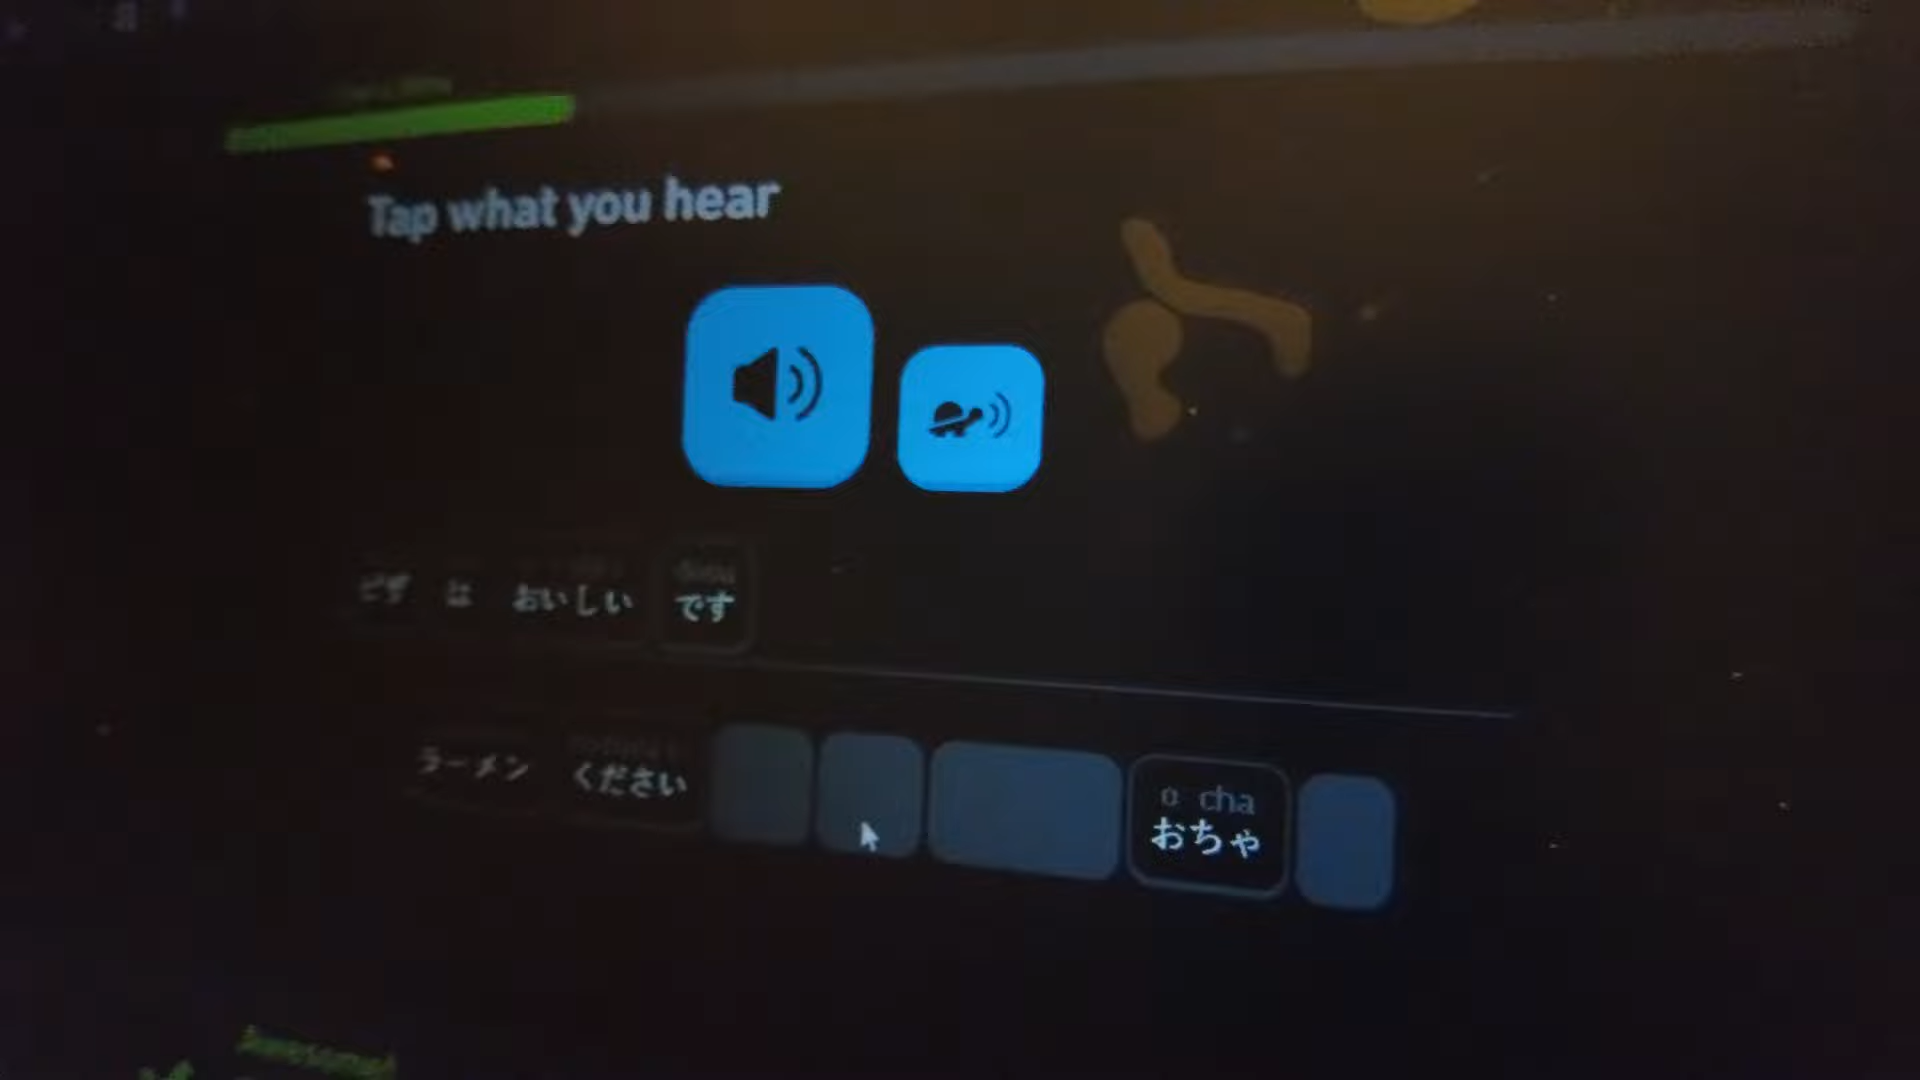 Tap what you hear
ピザ は おいしい です
ラーメン ください
o cha
おちゃ
Awesome!